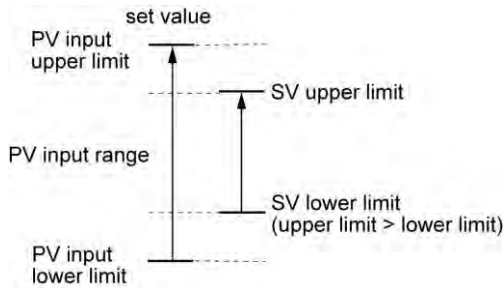 set value
PV input
upper limit
SV upper limit
PV input range
SV lower limit
(upper limit > lower limit)
PV input
lower limit